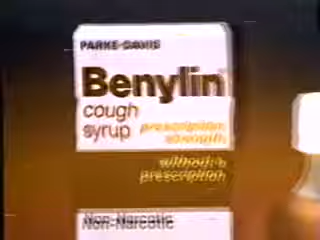 PARKE-DAVIS
Benylin
cough
syrup
prescription
strength
without a
prescription
Non-Narcotic